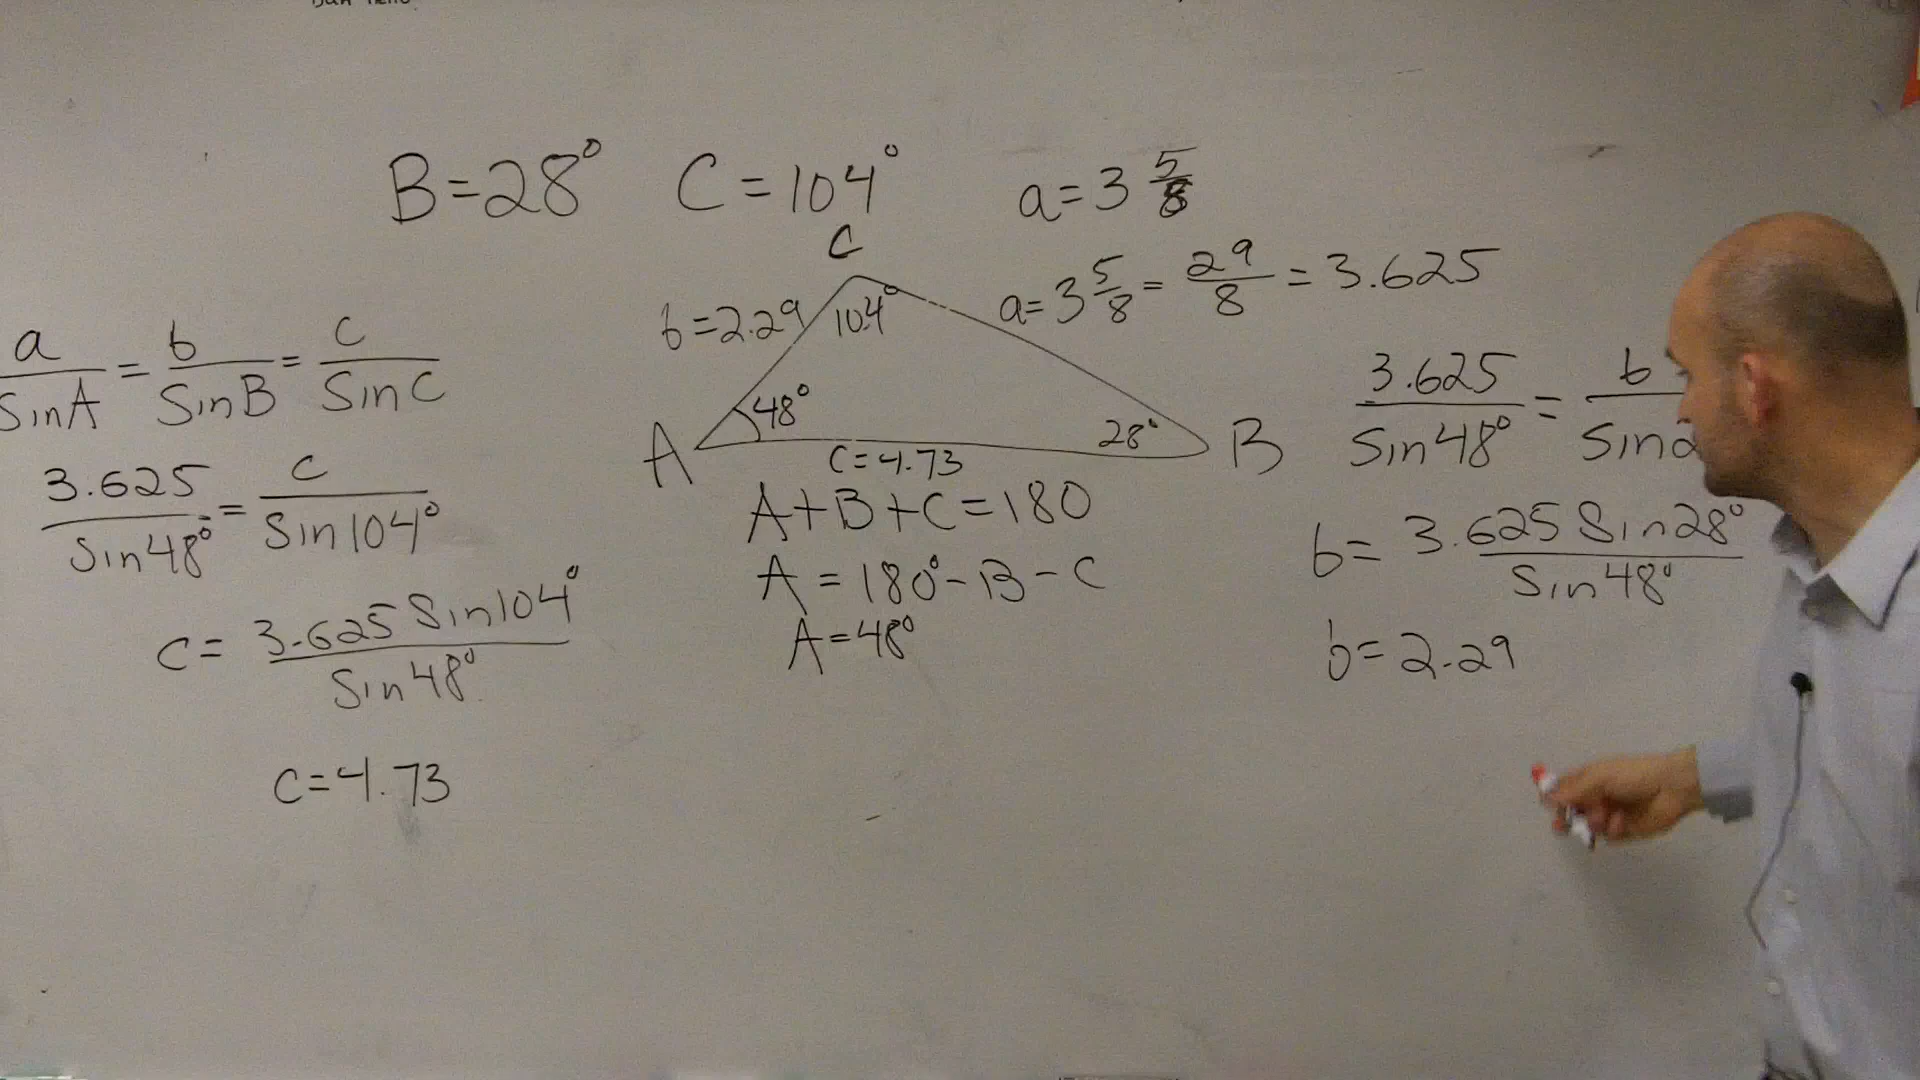 B=28° C=104° a=3 5/8
C
a=3 5/8 = 29/8 = 3.625
b=2.29 104°
a/SinA = b/SinB = c/SinC
48°
28°
A B
c=4.73
3.625/Sin48° = b/Sin2
3.625/Sin48° = c/Sin104°
A+B+C=180
A=180°-B-C
A=48°
b= 3.625 Sin28°/Sin48°
b=2.29
c= 3.625 Sin104°/Sin48°
c=4.73